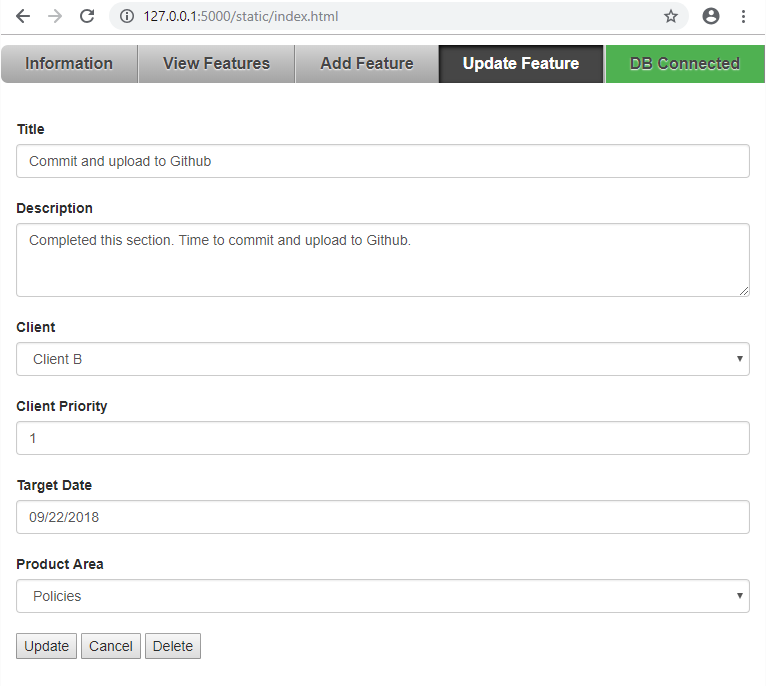 127.0.0.1:5000/static/index.html
Information View Features Add Feature Update Feature DB Connected
Title
Commit and upload to Github
Description
Completed this section. Time to commit and upload to Github.
Client
Client B
Client Priority
1
Target Date
09/22/2018
Product Area
Policies
Update Cancel Delete